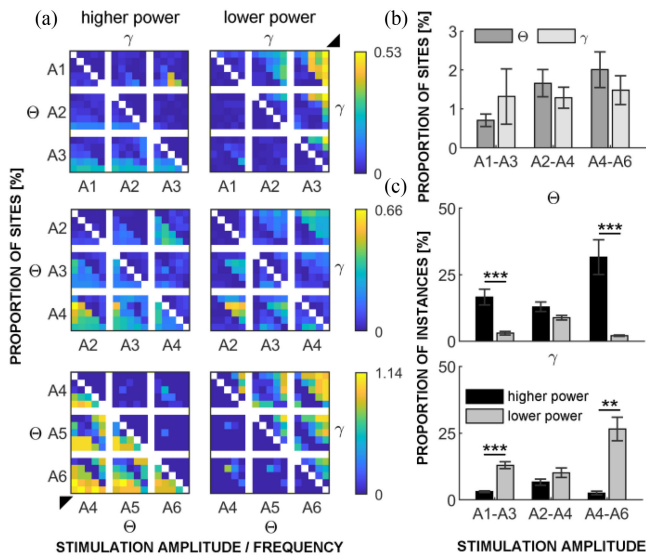 (a)
higher power
lower power
γ
γ
PROPORTION OF SITES [%]
Θ
A1
A2
A3
A1 A2 A3
A1 A2 A3
γ
0.53
0
Θ
A2
A3
A4
A2 A3 A4
A2 A3 A4
γ
0.66
0
Θ
A4
A5
A6
A4 A5 A6
A4 A5 A6
γ
1.14
0
Θ
Θ
STIMULATION AMPLITUDE / FREQUENCY
(b)
PROPORTION OF SITES [%]
3
2
1
0
Θ
γ
A1-A3 A2-A4 A4-A6
(c)
Θ
PROPORTION OF INSTANCES [%]
50
25
0
***
***
γ
50
25
0
higher power
lower power
***
**
A1-A3 A2-A4 A4-A6
STIMULATION AMPLITUDE